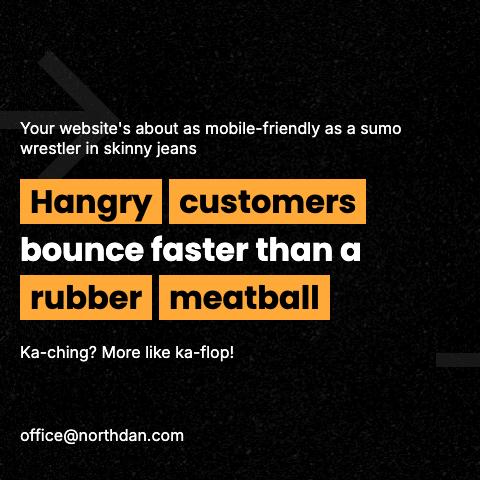 Your website's about as mobile-friendly as a sumo
wrestler in skinny jeans
Hangry customers
bounce faster than a
rubber meatball
Ka-ching? More like ka-flop!
office@northdan.com